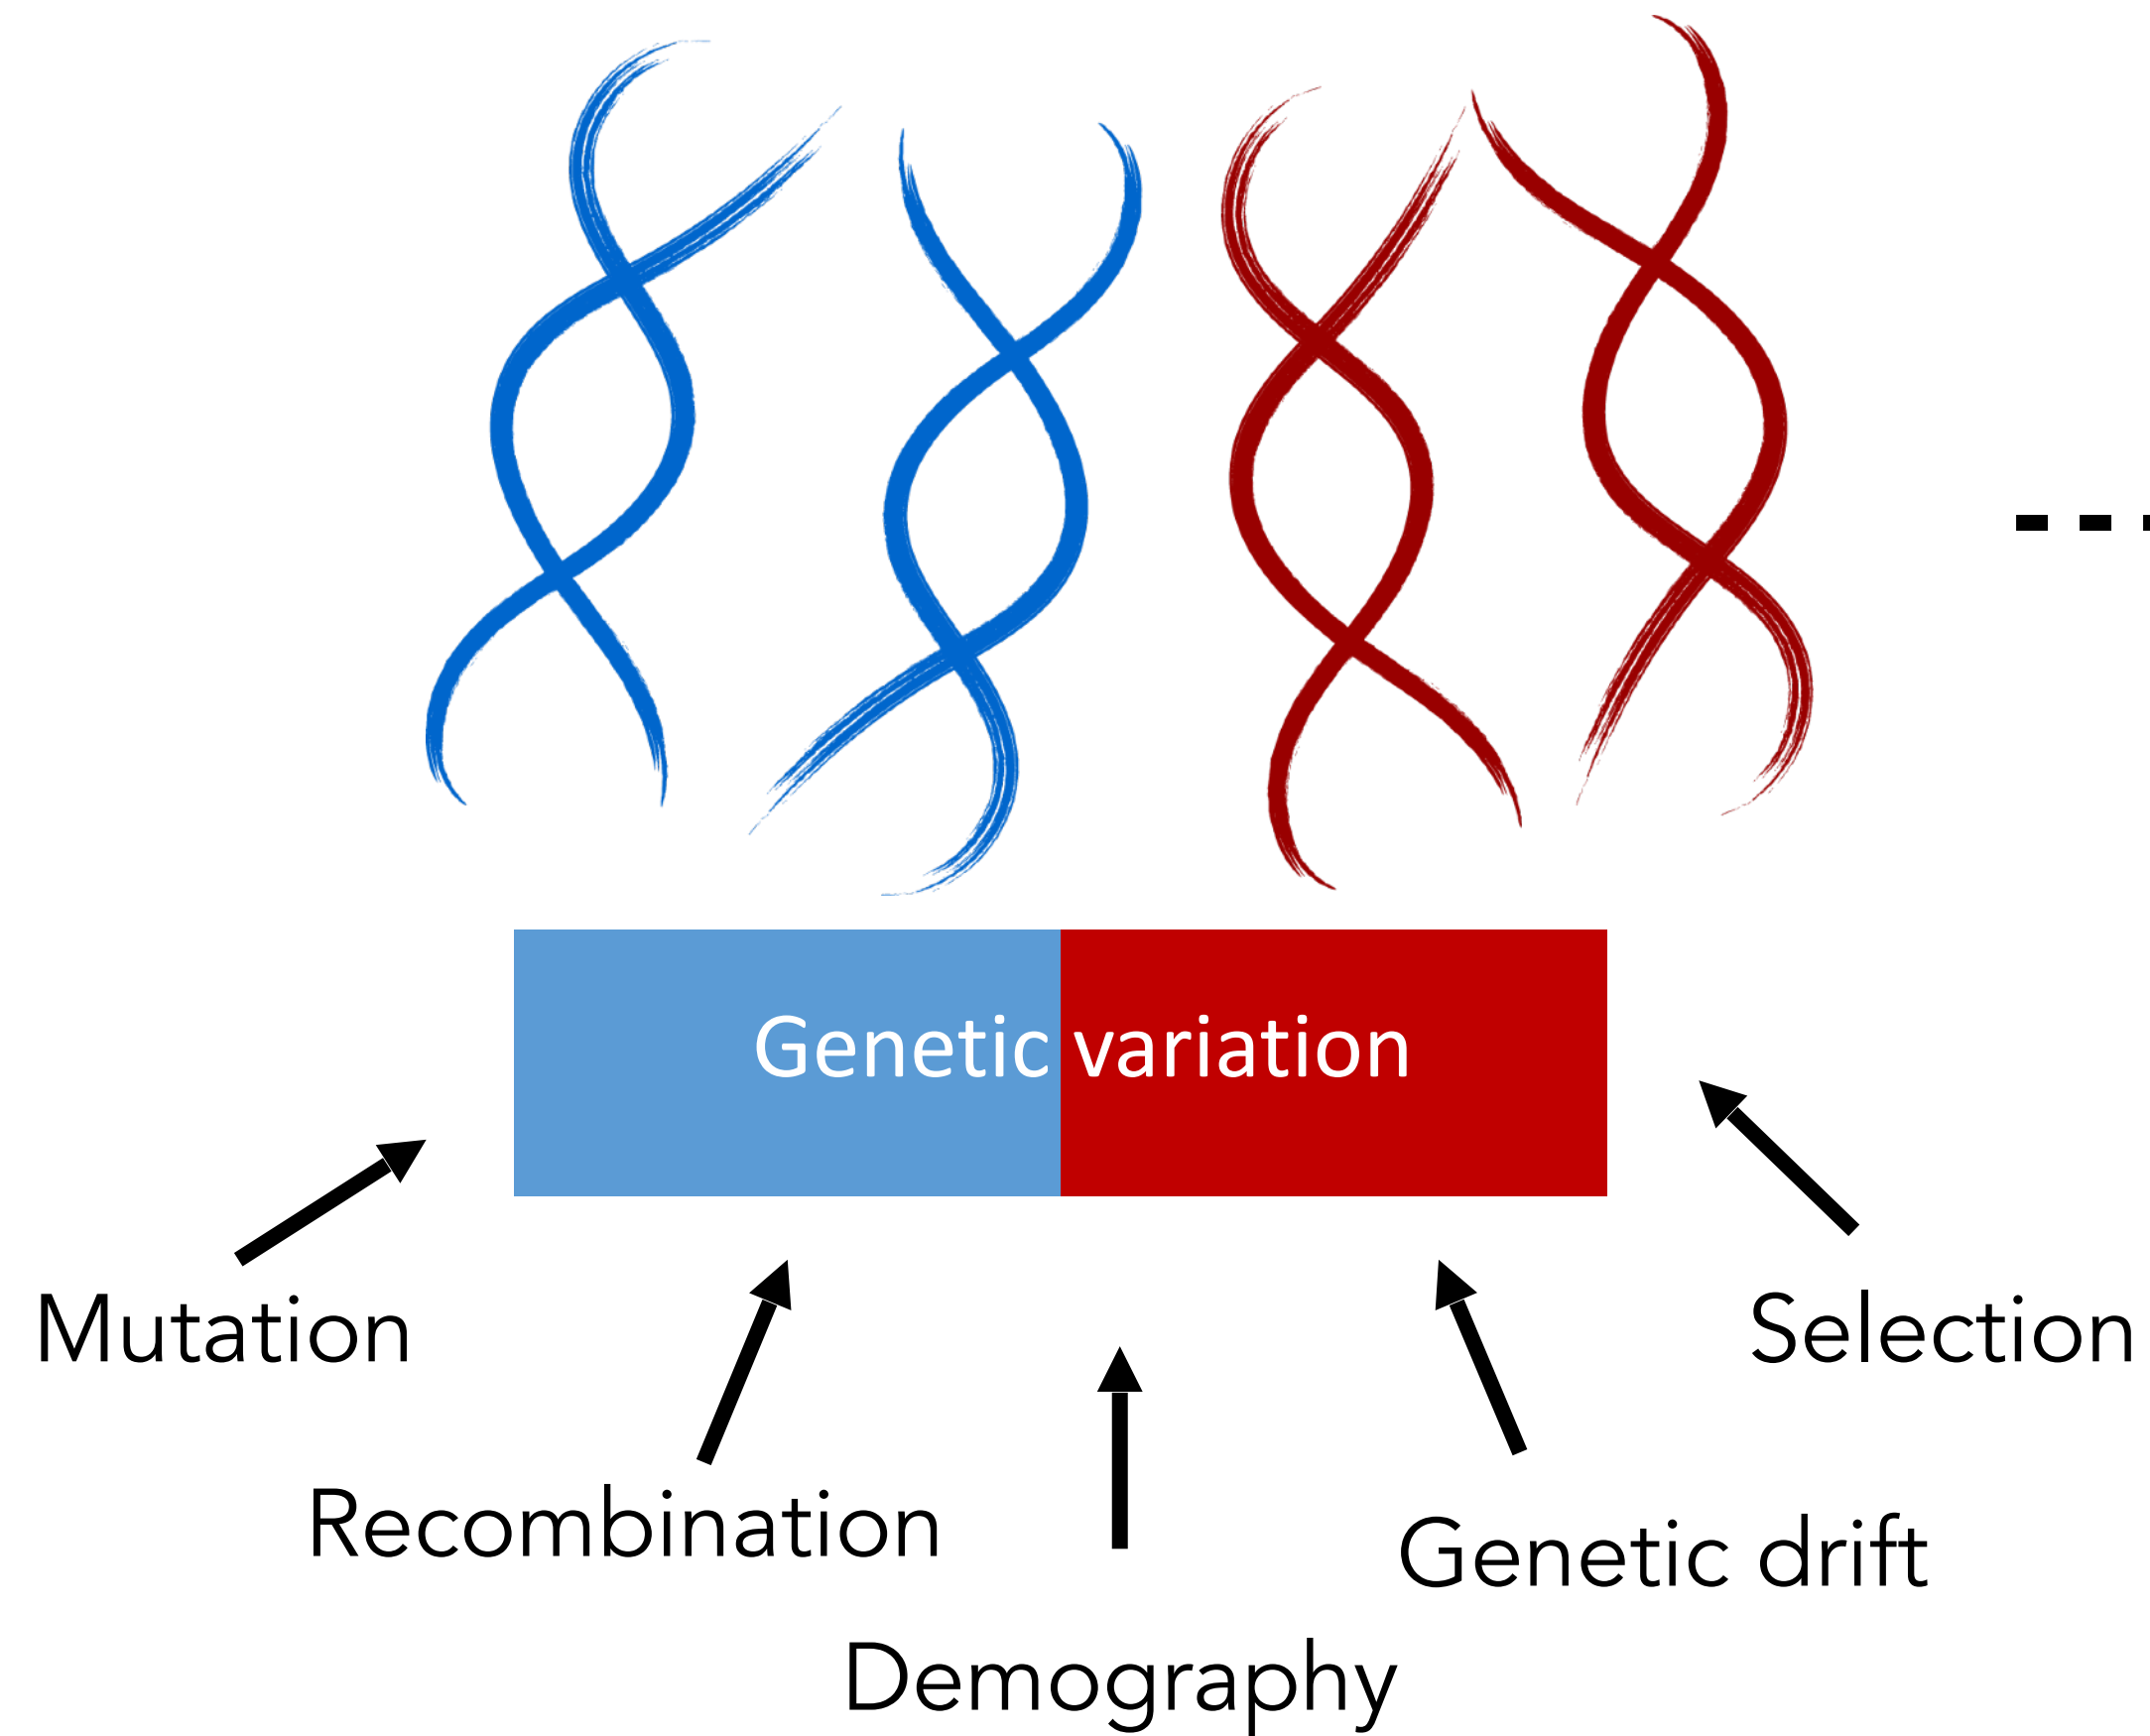 Genetic variation
Mutation
Selection
Recombination
Genetic drift
Demography